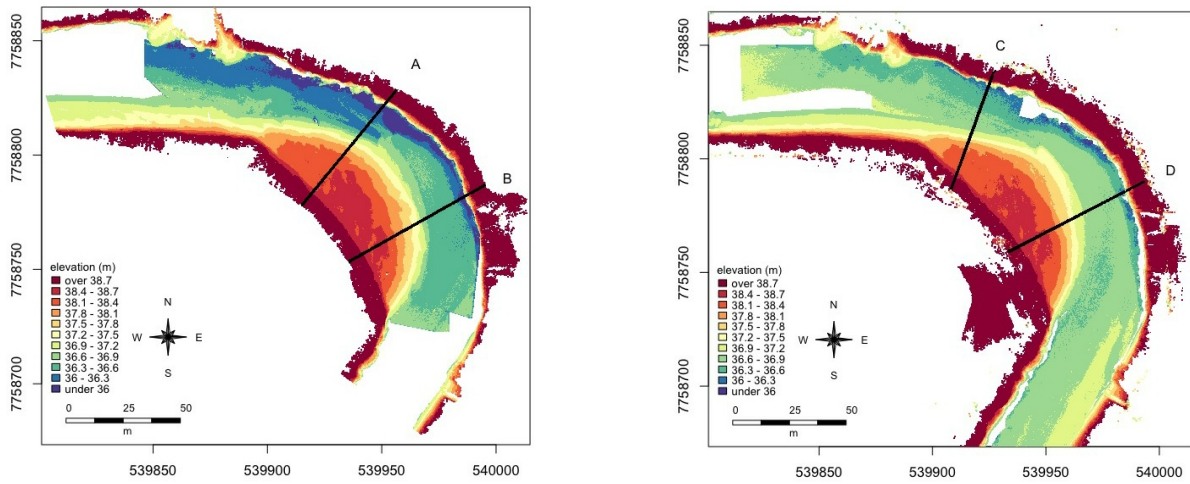 7758850
7758800
7758750
7758700
A
B
elevation (m)
over 38.7
38.4 - 38.7
38.1 - 38.4
37.8 - 38.1
37.5 - 37.8
37.2 - 37.5
36.9 - 37.2
36.6 - 36.9
36.3 - 36.6
36 - 36.3
under 36
N
W E
S
0 25 50
m
539850 539900 539950 540000
7758850
7758800
7758750
7758700
C
D
elevation (m)
over 38.7
38.4 - 38.7
38.1 - 38.4
37.8 - 38.1
37.5 - 37.8
37.2 - 37.5
36.9 - 37.2
36.6 - 36.9
36.3 - 36.6
36 - 36.3
under 36
N
W E
S
0 25 50
m
539850 539900 539950 540000